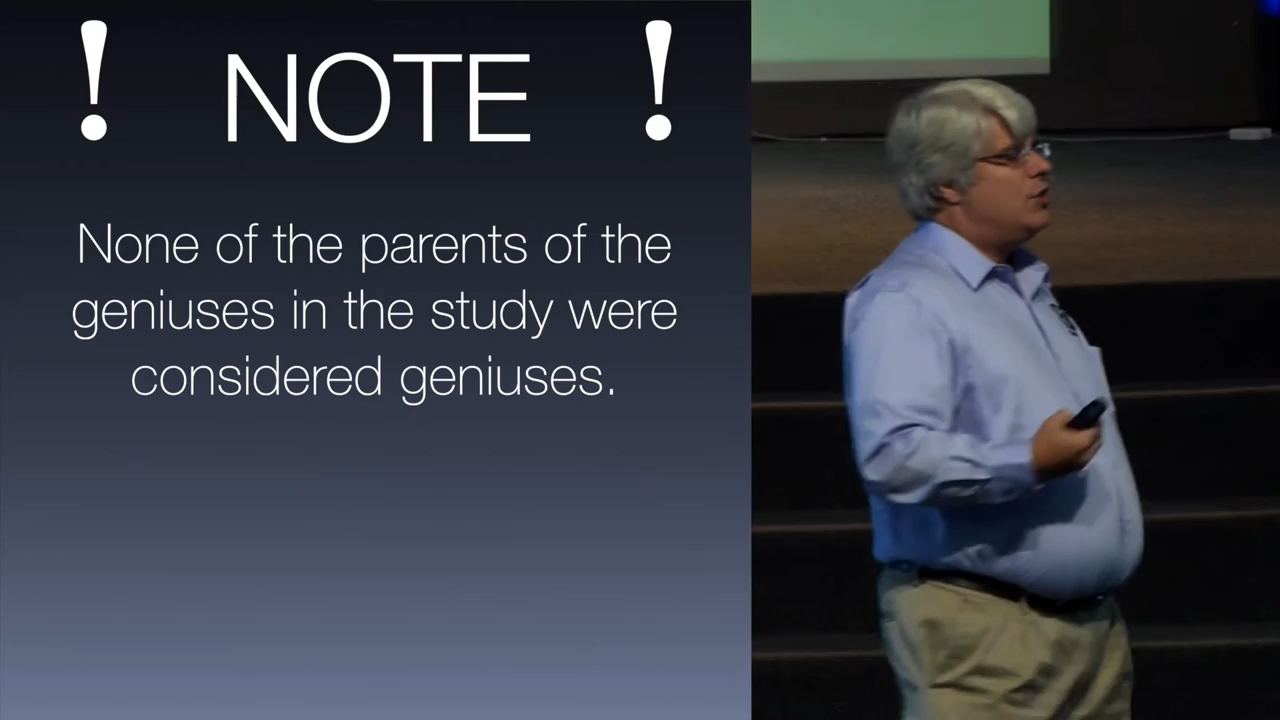 ! NOTE !
None of the parents of the
geniuses in the study were
considered geniuses.